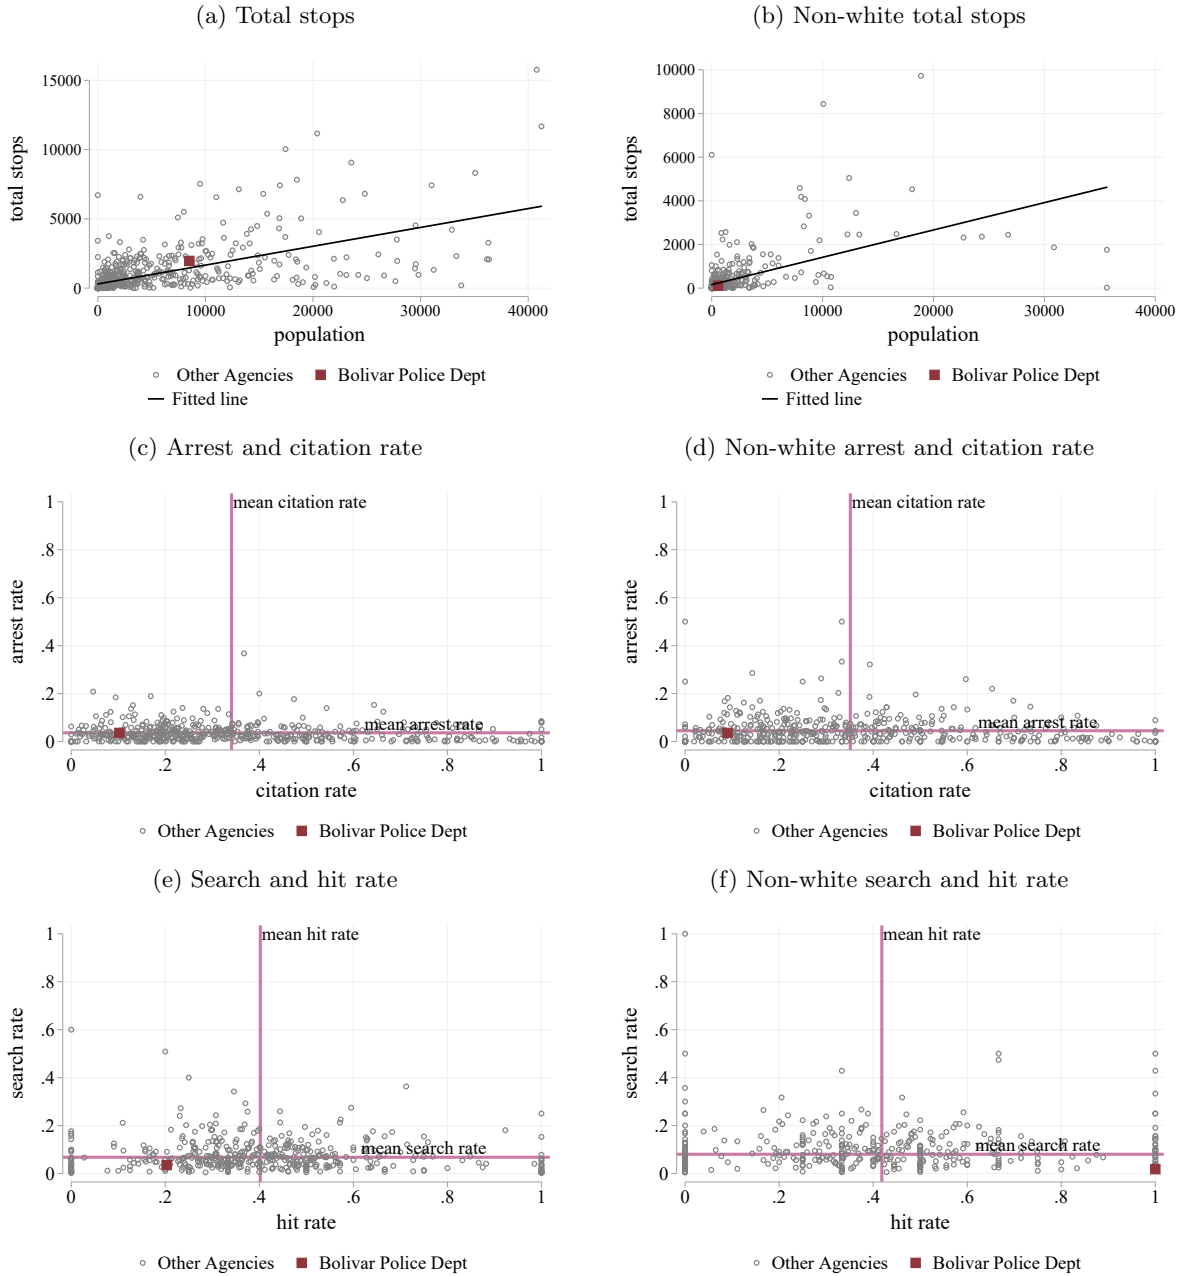 (a) Total stops
total stops
15000
10000
5000
0
0 10000 20000 30000 40000
population
Other Agencies Bolivar Police Dept
Fitted line
(b) Non-white total stops
total stops
10000
8000
6000
4000
2000
0
0 10000 20000 30000 40000
population
Other Agencies Bolivar Police Dept
Fitted line
(c) Arrest and citation rate
arrest rate
1
.8
.6
.4
.2
0
mean citation rate
mean arrest rate
0 .2 .4 .6 .8 1
citation rate
Other Agencies Bolivar Police Dept
(d) Non-white arrest and citation rate
arrest rate
1
.8
.6
.4
.2
0
mean citation rate
mean arrest rate
0 .2 .4 .6 .8 1
citation rate
Other Agencies Bolivar Police Dept
(e) Search and hit rate
search rate
1
.8
.6
.4
.2
0
mean hit rate
mean search rate
0 .2 .4 .6 .8 1
hit rate
Other Agencies Bolivar Police Dept
(f) Non-white search and hit rate
search rate
1
.8
.6
.4
.2
0
mean hit rate
mean search rate
0 .2 .4 .6 .8 1
hit rate
Other Agencies Bolivar Police Dept